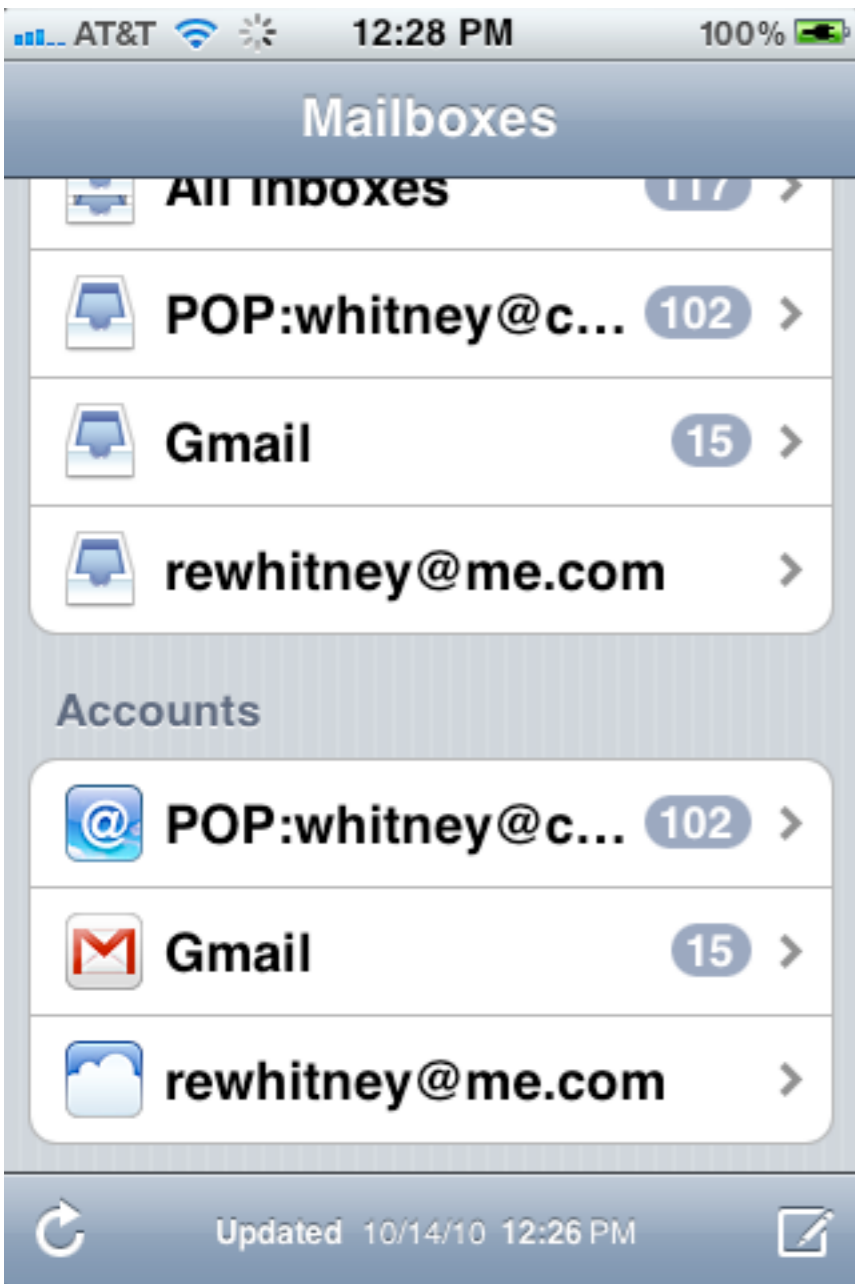 AT&T 12:28 PM 100%
Mailboxes
All Inboxes 117
POP:whitney@c... 102
Gmail 15
rewhitney@me.com
Accounts
POP:whitney@c... 102
Gmail 15
rewhitney@me.com
Updated 10/14/10 12:26 PM